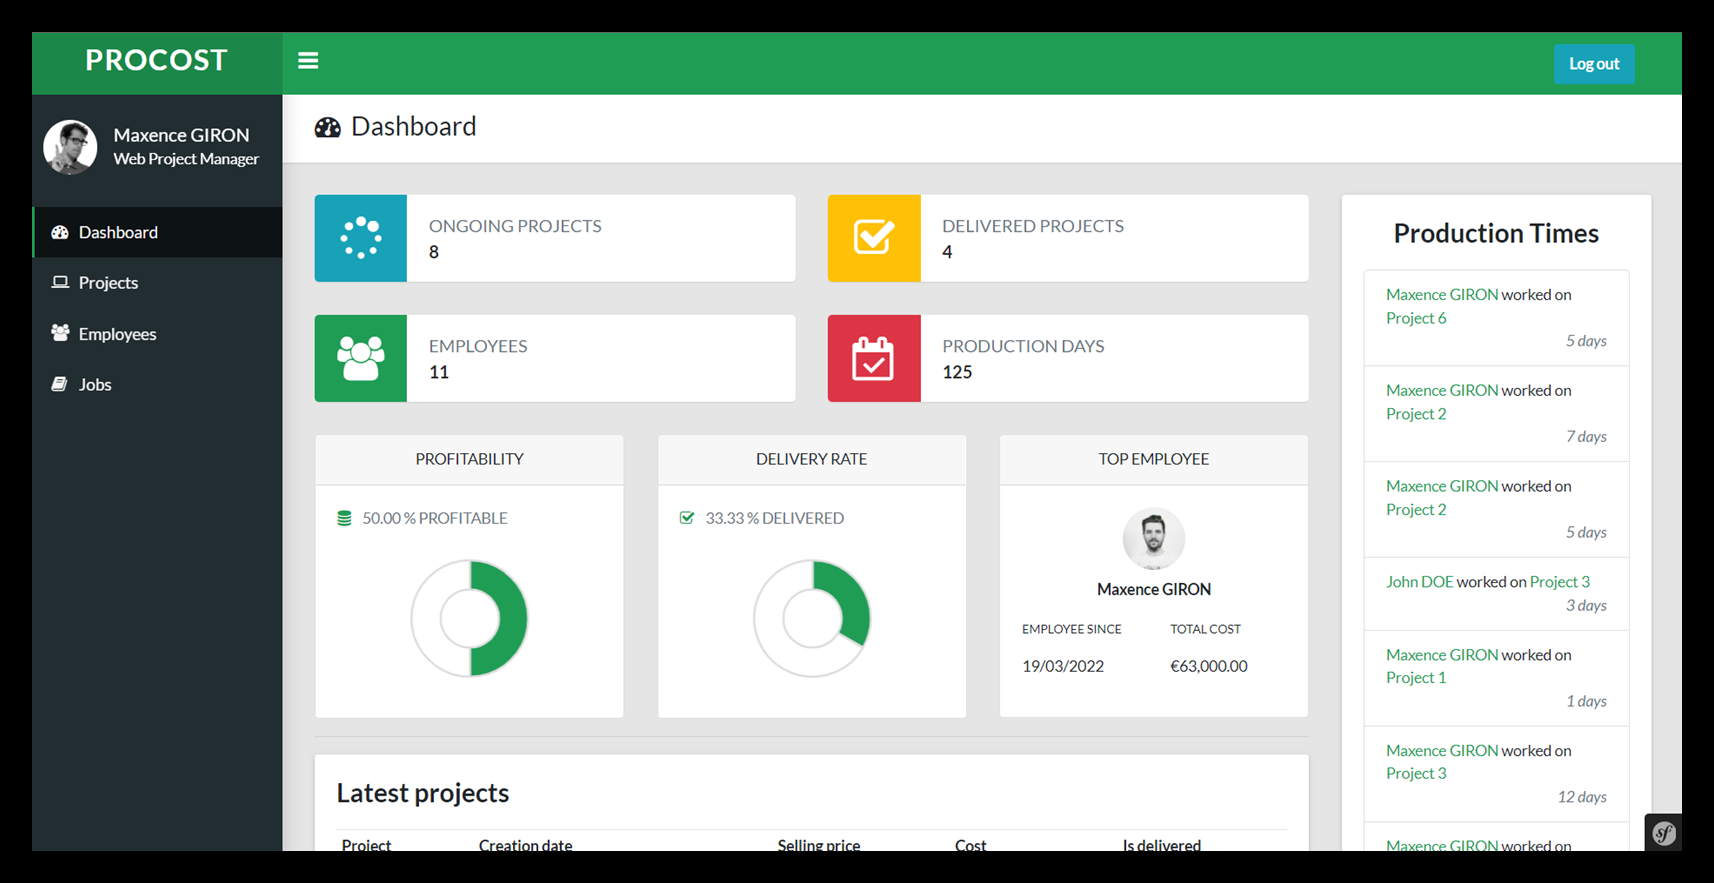 PROCOST
Log out
Maxence GIRON
Web Project Manager
Dashboard
Projects
Employees
Jobs
Dashboard
ONGOING PROJECTS
8
DELIVERED PROJECTS
4
EMPLOYEES
11
PRODUCTION DAYS
125
PROFITABILITY
50.00 % PROFITABLE
DELIVERY RATE
33.33 % DELIVERED
TOP EMPLOYEE
Maxence GIRON
EMPLOYEE SINCE TOTAL COST
19/03/2022 €63,000.00
Latest projects
Project Creation date Selling price Cost Is delivered
Production Times
Maxence GIRON worked on
Project 6
5 days
Maxence GIRON worked on
Project 2
7 days
Maxence GIRON worked on
Project 2
5 days
John DOE worked on Project 3
3 days
Maxence GIRON worked on
Project 1
1 days
Maxence GIRON worked on
Project 3
12 days
Maxence GIRON worked on
sf